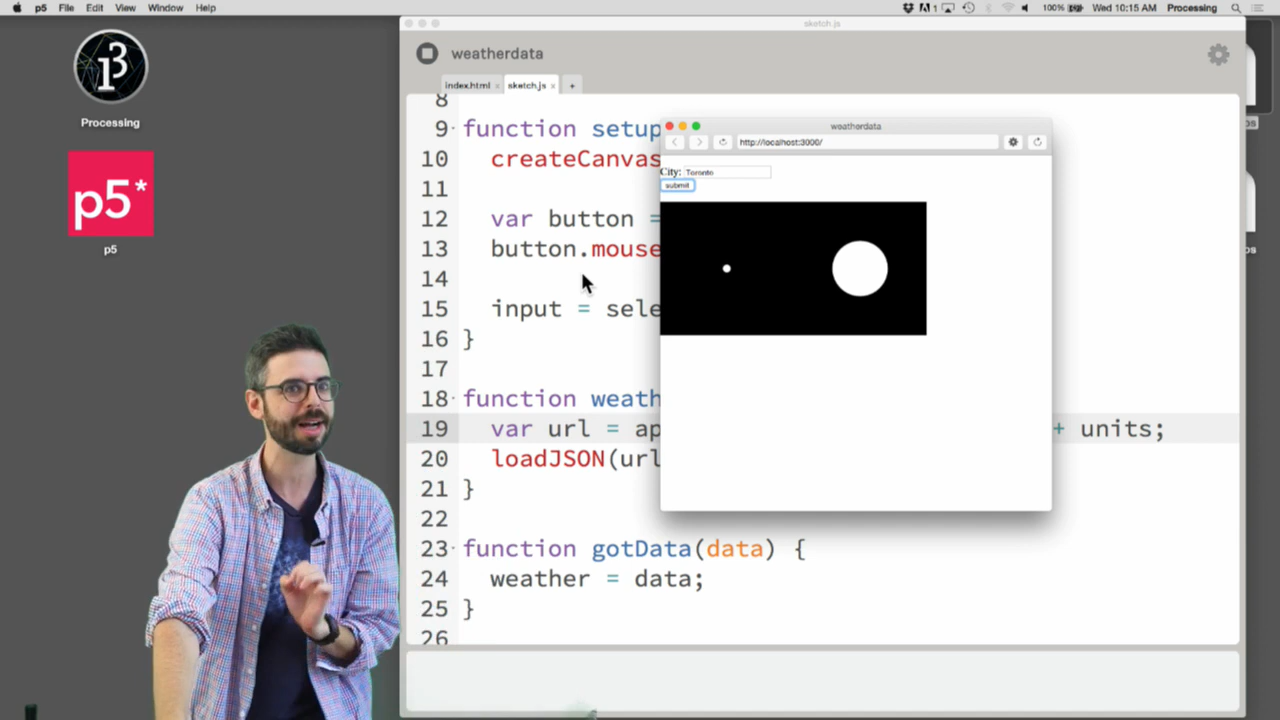 p5 File Edit View Window Help
1 100% Wed 10:15 AM Processing
sketch.js
weatherdata
index.html × sketch.js × +
Processing
p5*
p5
8
9 function setup
10 createCanvas
11
12 var button =
13 button.mouse
14
15 input = sele
16 }
17
18 function weath
19 var url = ap + units;
20 loadJSON(url
21 }
22
23 function gotData(data) {
24 weather = data;
25 }
26
weatherdata
http://localhost:3000/
City: Toronto
submit